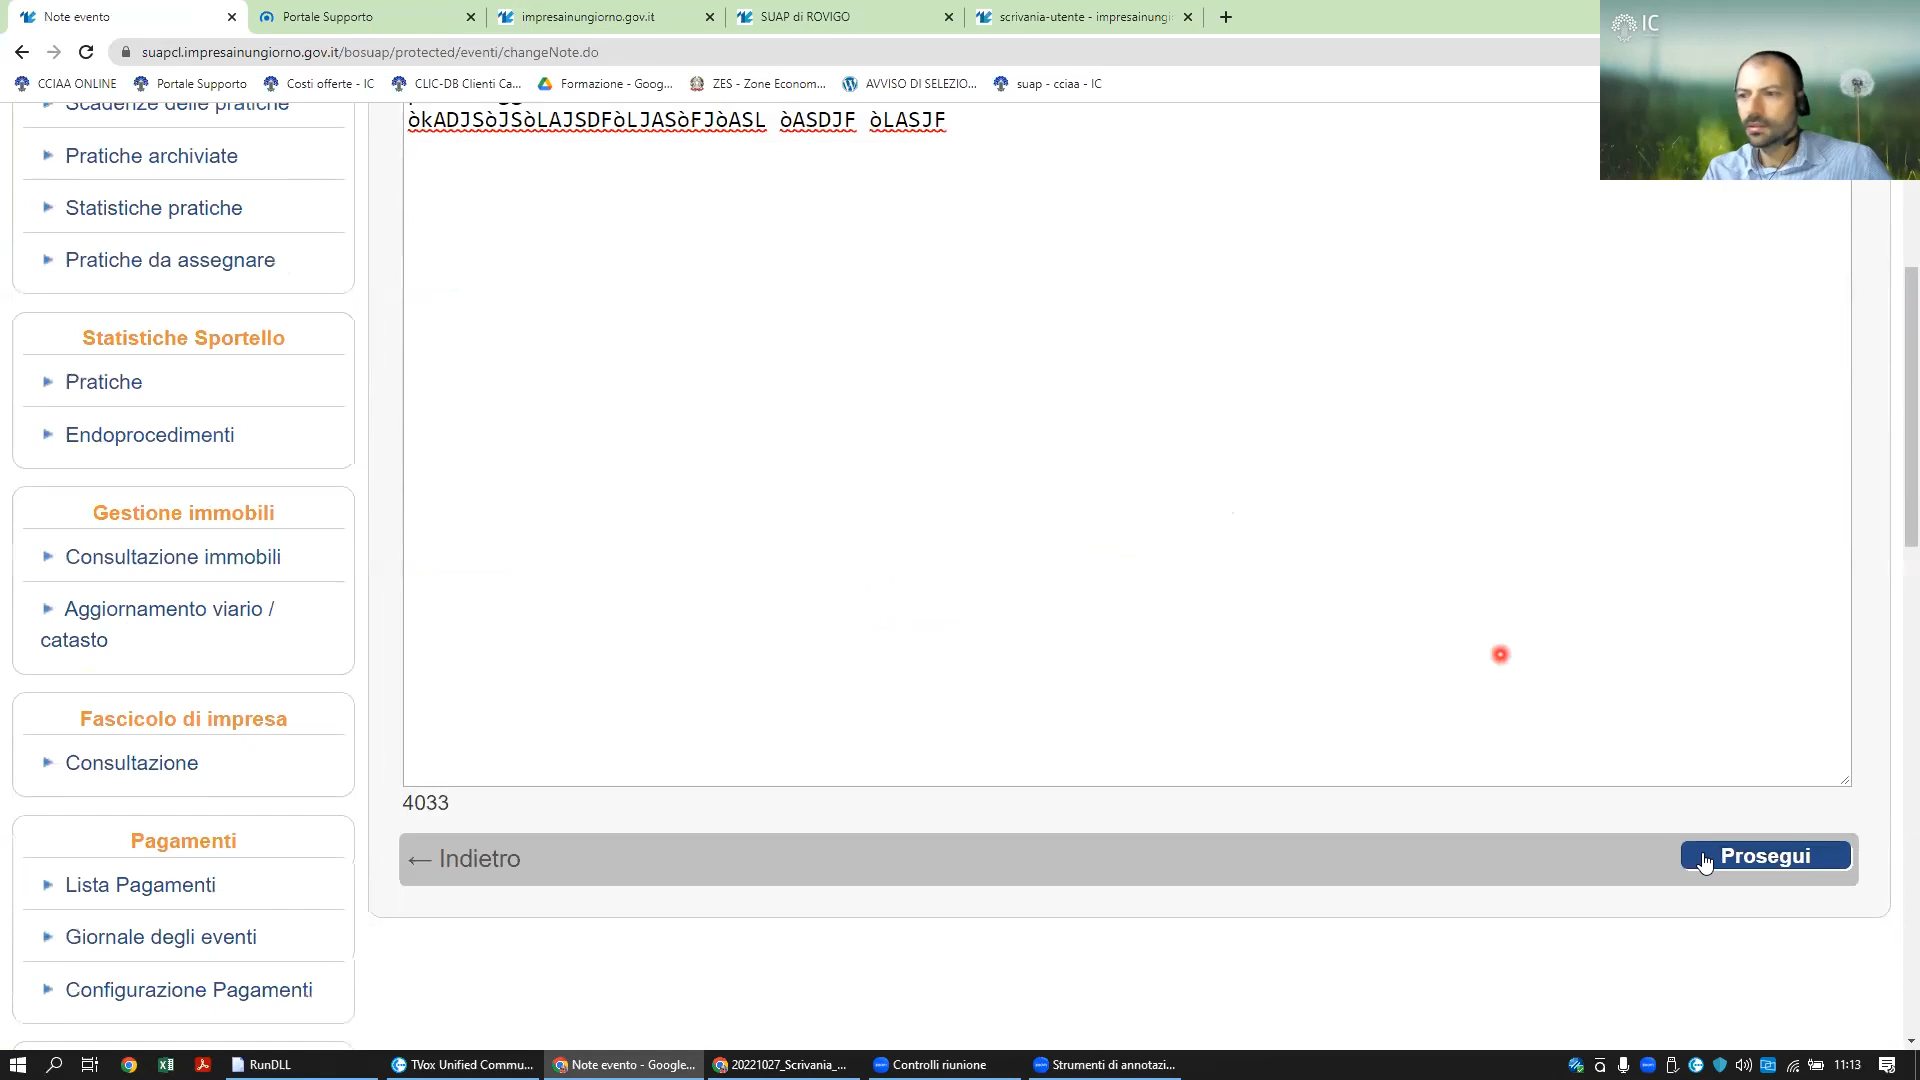 Note evento
Portale Supporto
impresainungiorno.gov.it
SUAP di ROVIGO
scrivania-utente - impresainungi
suapcl.impresainungiorno.gov.it/bosuap/protected/eventi/changeNote.do
CCIAA ONLINE
Portale Supporto
Costi offerte - IC
CLIC-DB Clienti Ca...
Formazione - Goog...
ZES - Zone Econom...
AVVISO DI SELEZIO...
suap - cciaa - IC
IC
Scadenze delle pratiche
Pratiche archiviate
Statistiche pratiche
Pratiche da assegnare
Statistiche Sportello
Pratiche
Endoprocedimenti
Gestione immobili
Consultazione immobili
Aggiornamento viario /
catasto
Fascicolo di impresa
Consultazione
Pagamenti
Lista Pagamenti
Giornale degli eventi
Configurazione Pagamenti
òkADJSòJSòLAJSDFòLJASòFJòASL òASDJF òLASJF
4033
← Indietro
Prosegui
RunDLL
TVox Unified Commu...
Note evento - Google...
20221027_Scrivania_...
Controlli riunione
Strumenti di annotazi...
11:13